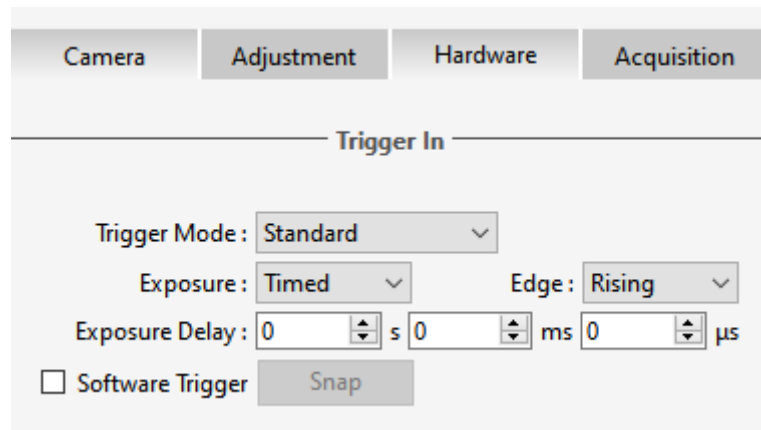 Camera Adjustment Hardware Acquisition
Trigger In
Trigger Mode : Standard
Exposure : Timed Edge : Rising
Exposure Delay : 0 s 0 ms 0 µs
Software Trigger Snap